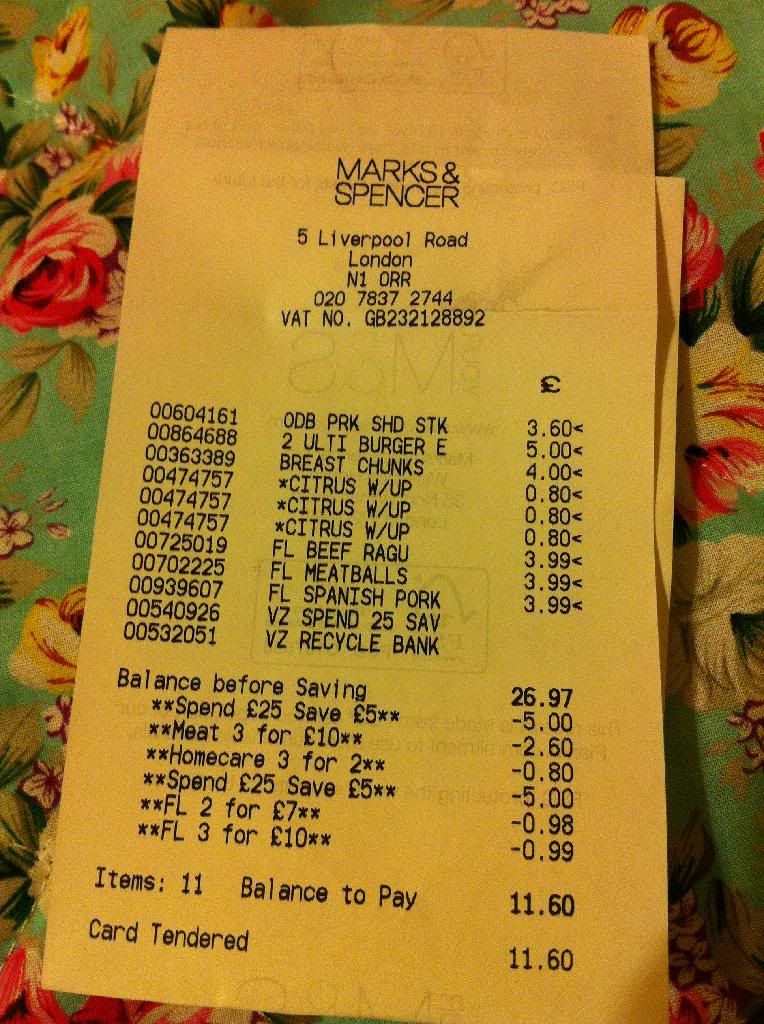 MARKS &
SPENCER
5 Liverpool Road
London
N1 0RR
020 7837 2744
VAT NO. GB232128892
£
00604161 ODB PRK SHD STK 3.60<
00864688 2 ULTI BURGER E 5.00<
00363389 BREAST CHUNKS 4.00<
00474757 *CITRUS W/UP 0.80<
00474757 *CITRUS W/UP 0.80<
00474757 *CITRUS W/UP 0.80<
00725019 FL BEEF RAGU 3.99<
00702225 FL MEATBALLS 3.99<
00939607 FL SPANISH PORK 3.99<
00540926 VZ SPEND 25 SAV
00532051 VZ RECYCLE BANK
Balance before Saving 26.97
**Spend £25 Save £5** -5.00
**Meat 3 for £10** -2.60
**Homecare 3 for 2** -0.80
**Spend £25 Save £5** -5.00
**FL 2 for £7** -0.98
**FL 3 for £10** -0.99
Items: 11 Balance to Pay 11.60
Card Tendered 11.60